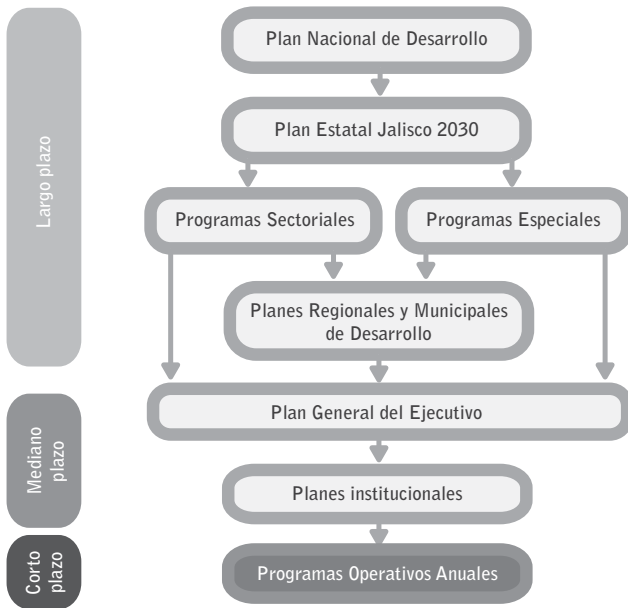 Plan Nacional de Desarrollo
Plan Estatal Jalisco 2030
Largo plazo
Programas Sectoriales
Programas Especiales
Planes Regionales y Municipales
de Desarrollo
Plan General del Ejecutivo
Mediano
plazo
Planes institucionales
Corto
plazo
Programas Operativos Anuales